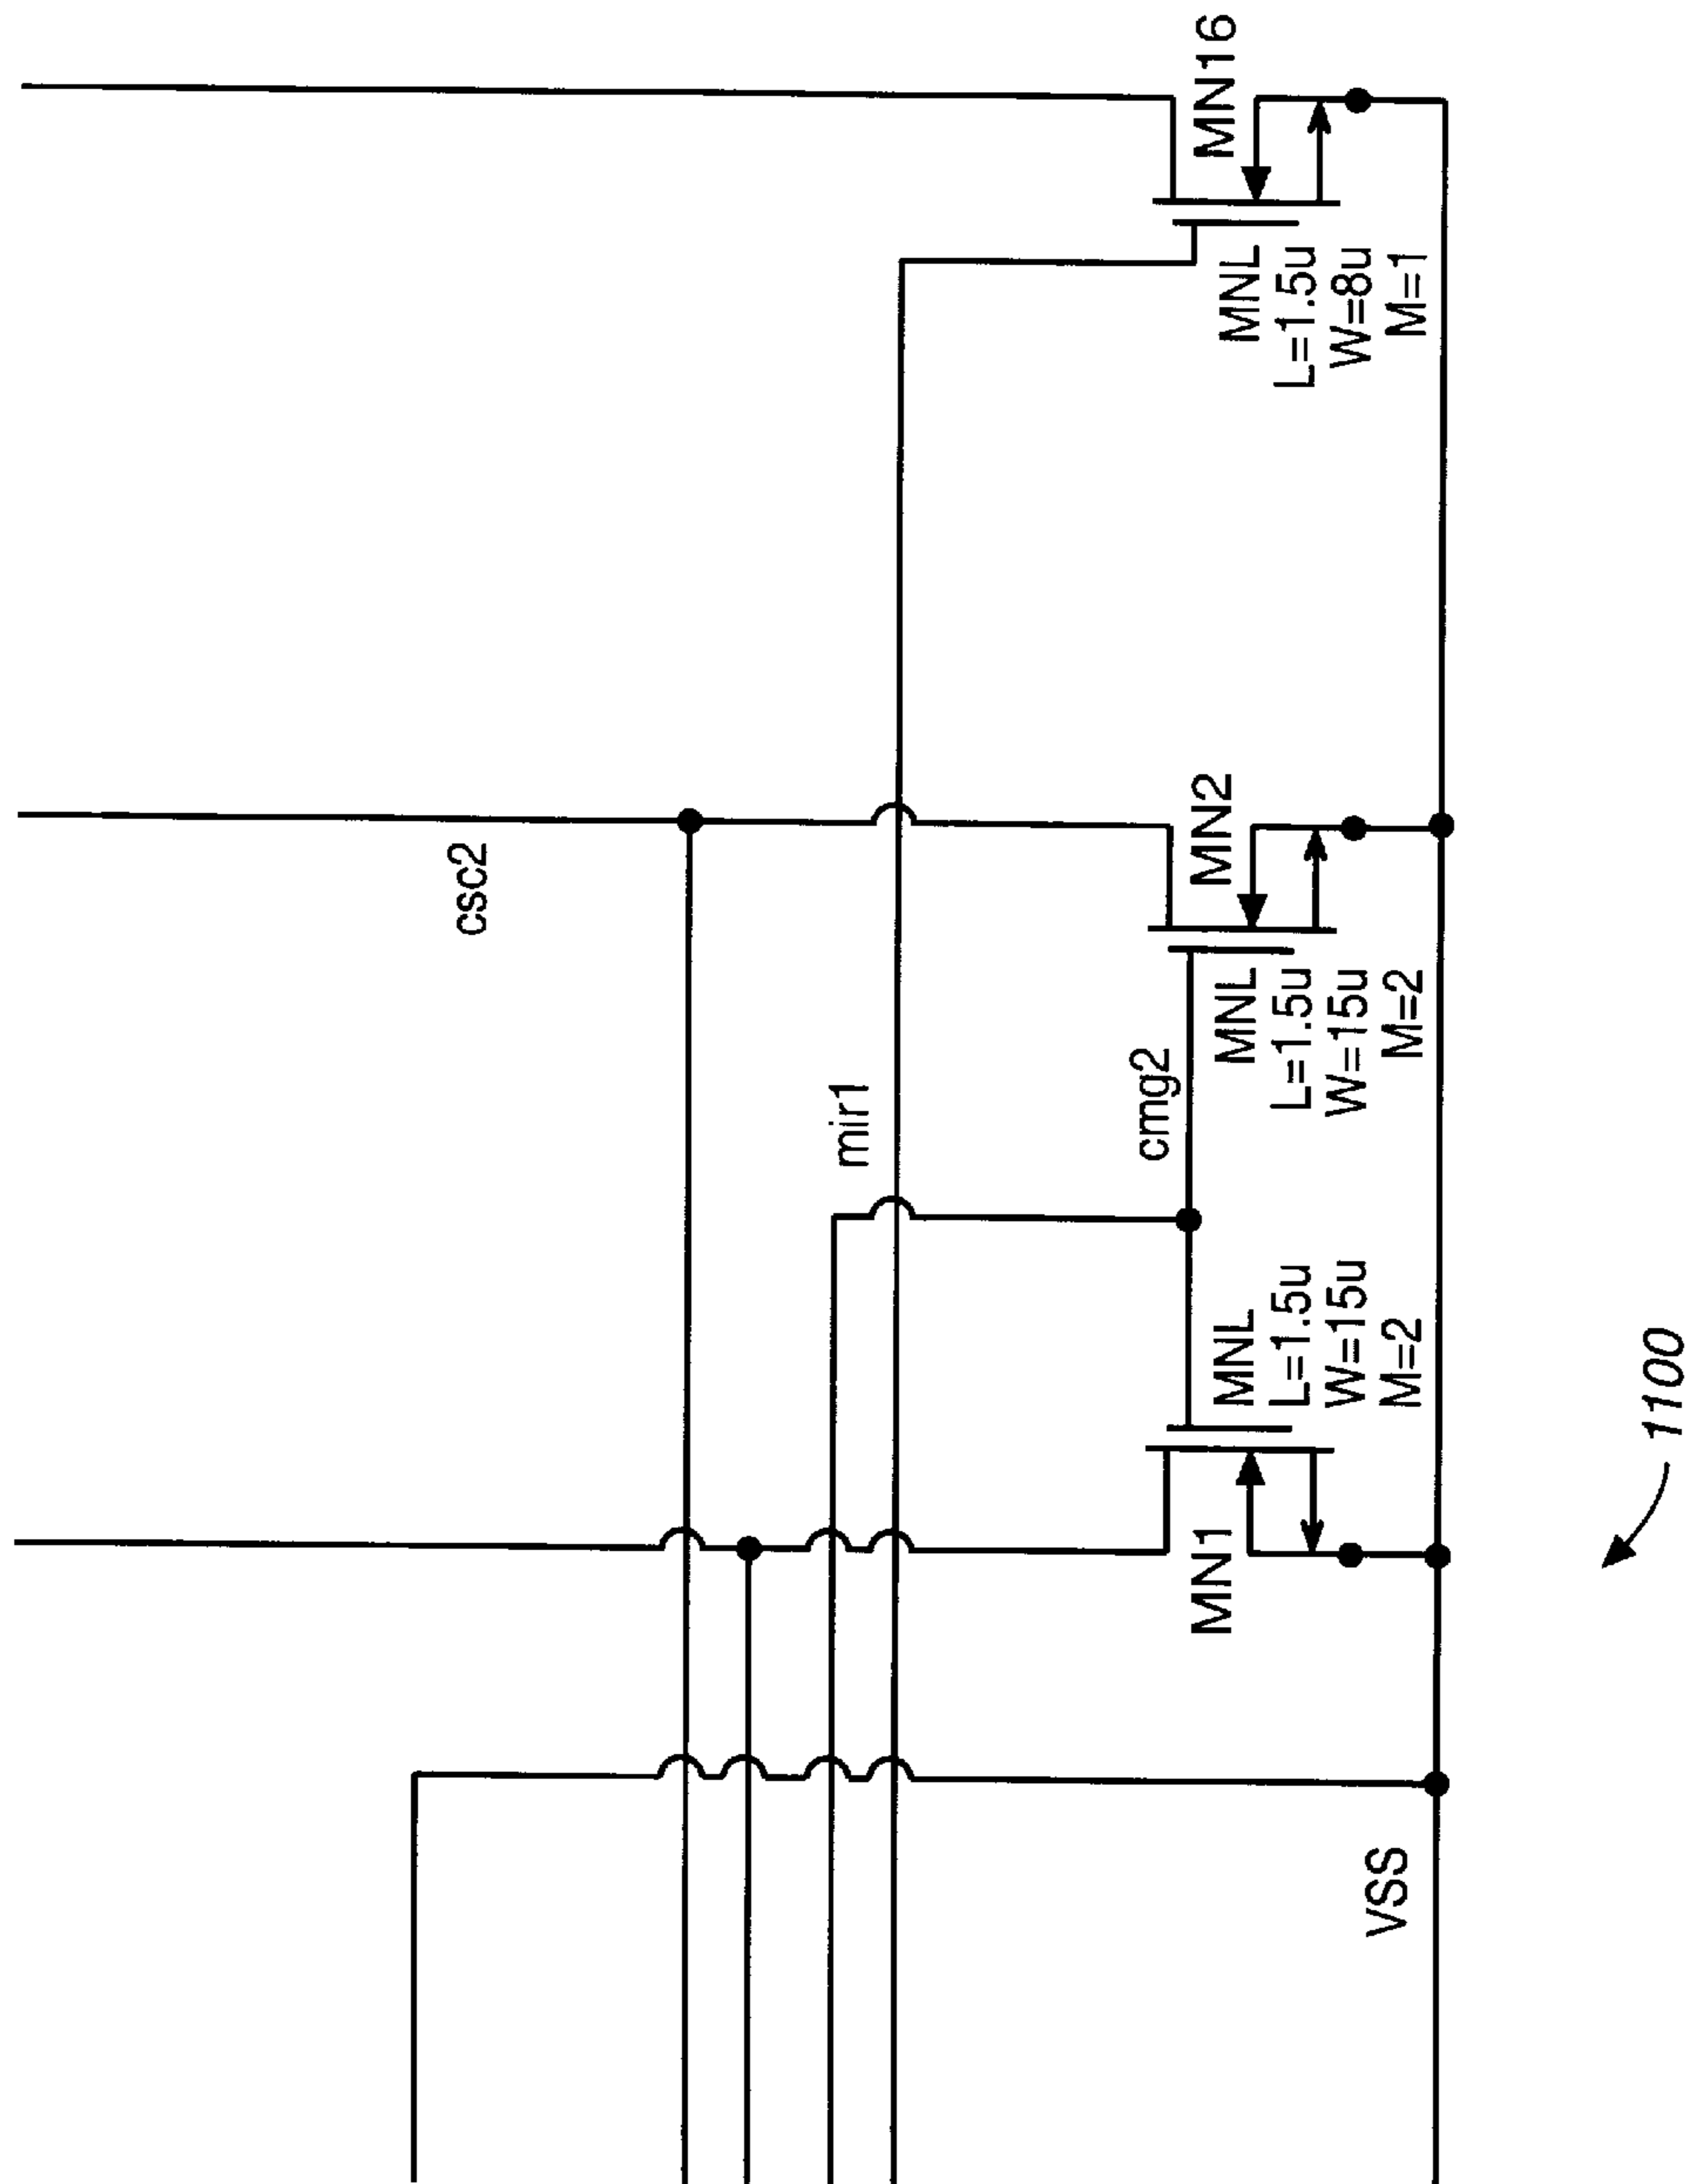 MN16
MNL
L=1.5u
W=8u
M=1
csc2
MN2
MNL
L=1.5u
W=15u
M=2
mir1
cmg2
MNL
L=1.5u
W=15u
M=2
MN1
VSS
1100